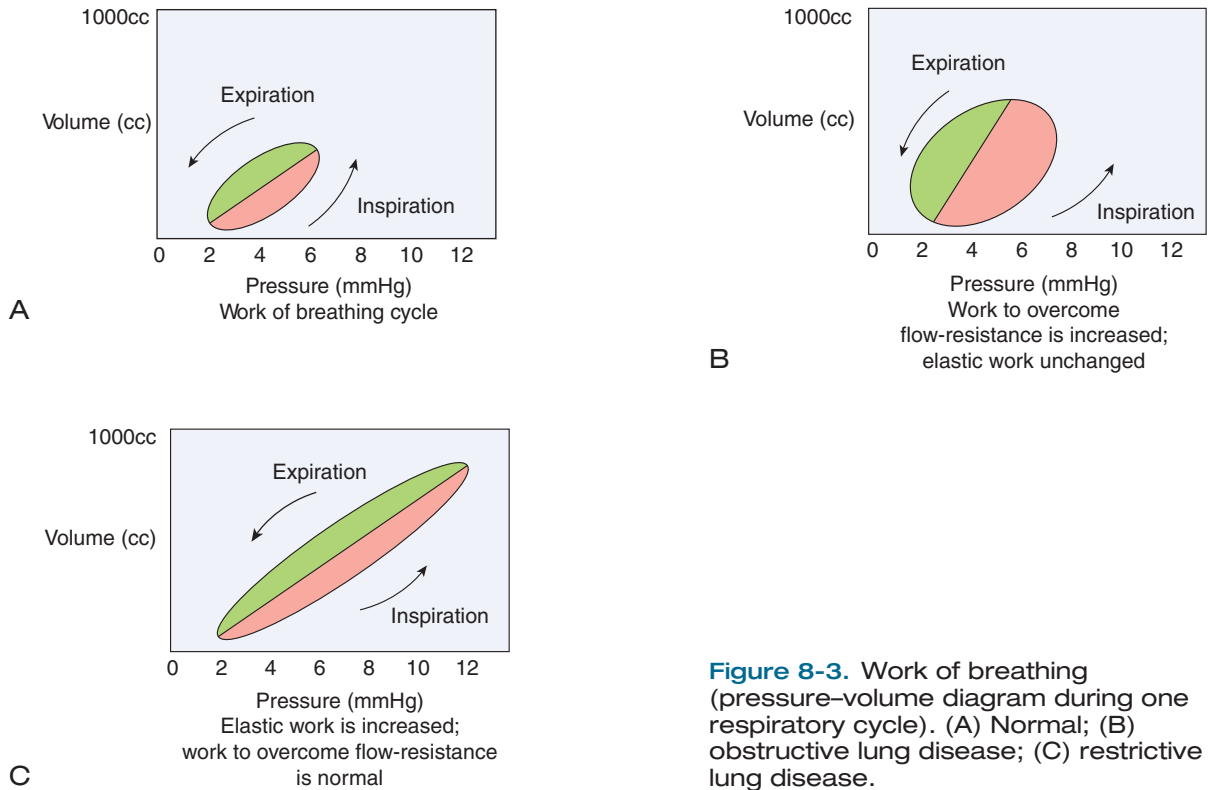 1000cc
Expiration
Volume (cc)
Inspiration
0 2 4 6 8 10 12
Pressure (mmHg)
Work of breathing cycle
A
1000cc
Expiration
Volume (cc)
Inspiration
0 2 4 6 8 10 12
Pressure (mmHg)
Work to overcome
flow-resistance is increased;
elastic work unchanged
B
1000cc
Expiration
Volume (cc)
Inspiration
0 2 4 6 8 10 12
Pressure (mmHg)
Elastic work is increased;
work to overcome flow-resistance
is normal
C
Figure 8-3. Work of breathing
(pressure–volume diagram during one
respiratory cycle). (A) Normal; (B)
obstructive lung disease; (C) restrictive
lung disease.